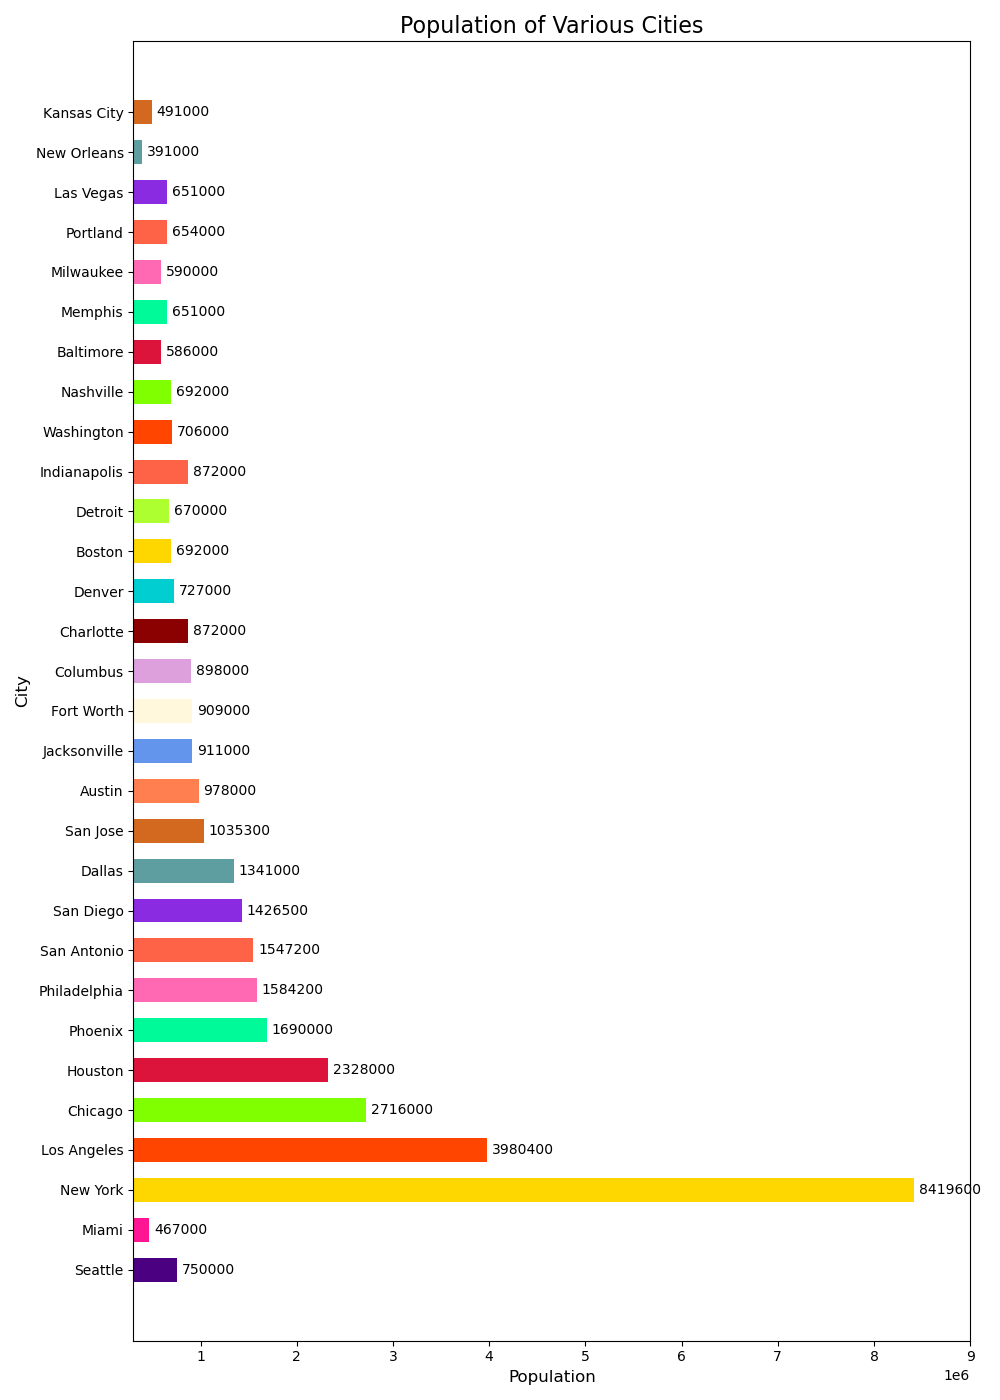 Population of Various Cities
Kansas City 491000
New Orleans 391000
Las Vegas 651000
Portland 654000
Milwaukee 590000
Memphis 651000
Baltimore 586000
Nashville 692000
Washington 706000
Indianapolis 872000
Detroit 670000
Boston 692000
Denver 727000
Charlotte 872000
Columbus 898000
City
Fort Worth 909000
Jacksonville 911000
Austin 978000
San Jose 1035300
Dallas 1341000
San Diego 1426500
San Antonio 1547200
Philadelphia 1584200
Phoenix 1690000
Houston 2328000
Chicago 2716000
Los Angeles 3980400
New York 8419600
Miami 467000
Seattle 750000
1 2 3 4 5 6 7 8 9
1e6
Population